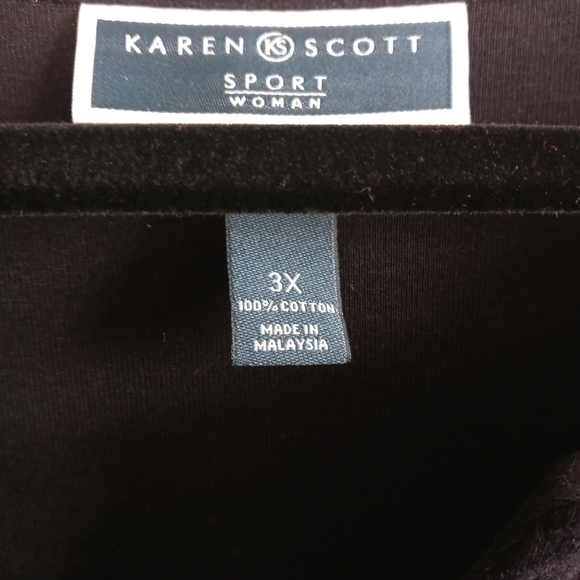 KAREN KS SCOTT
SPORT
WOMAN
3X
100% COTTON
MADE IN
MALAYSIA